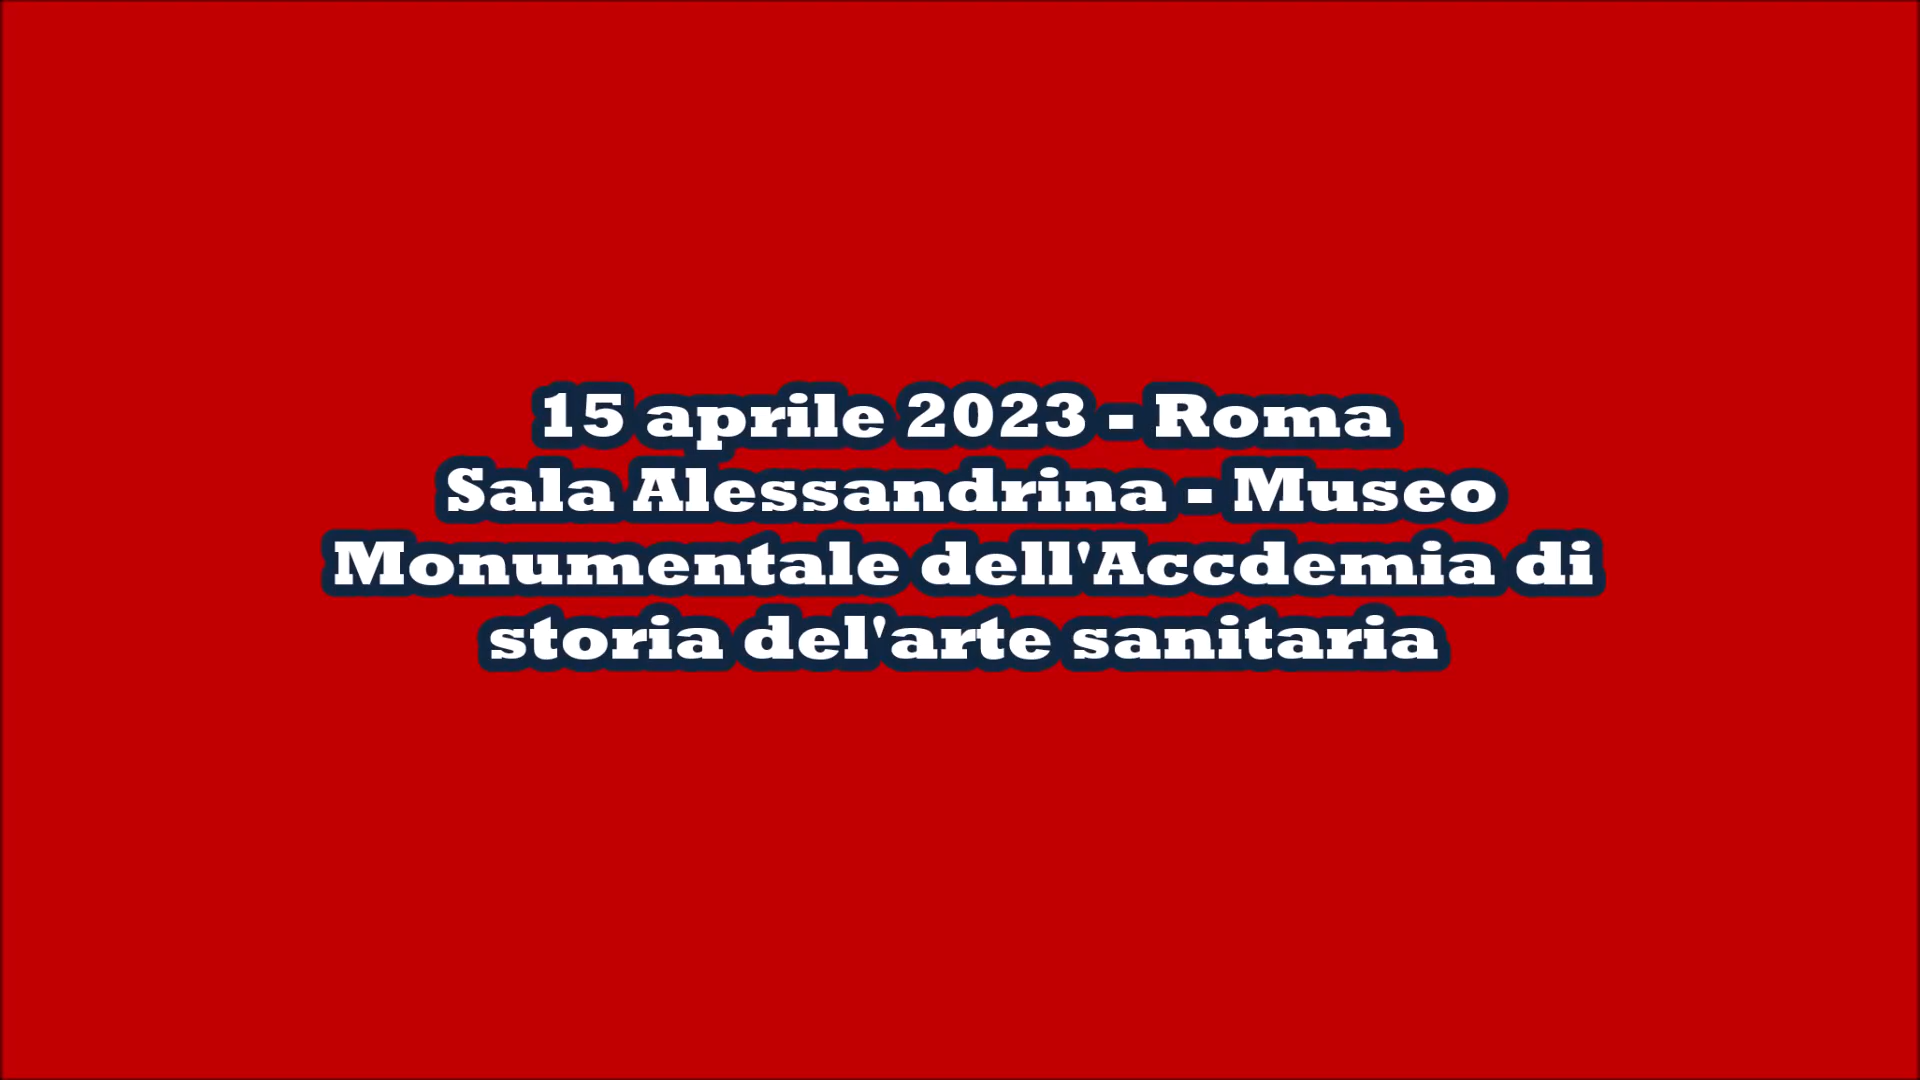 15 aprile 2023 - Roma
Sala Alessandrina - Museo
Monumentale dell'Accdemia di
storia del'arte sanitaria